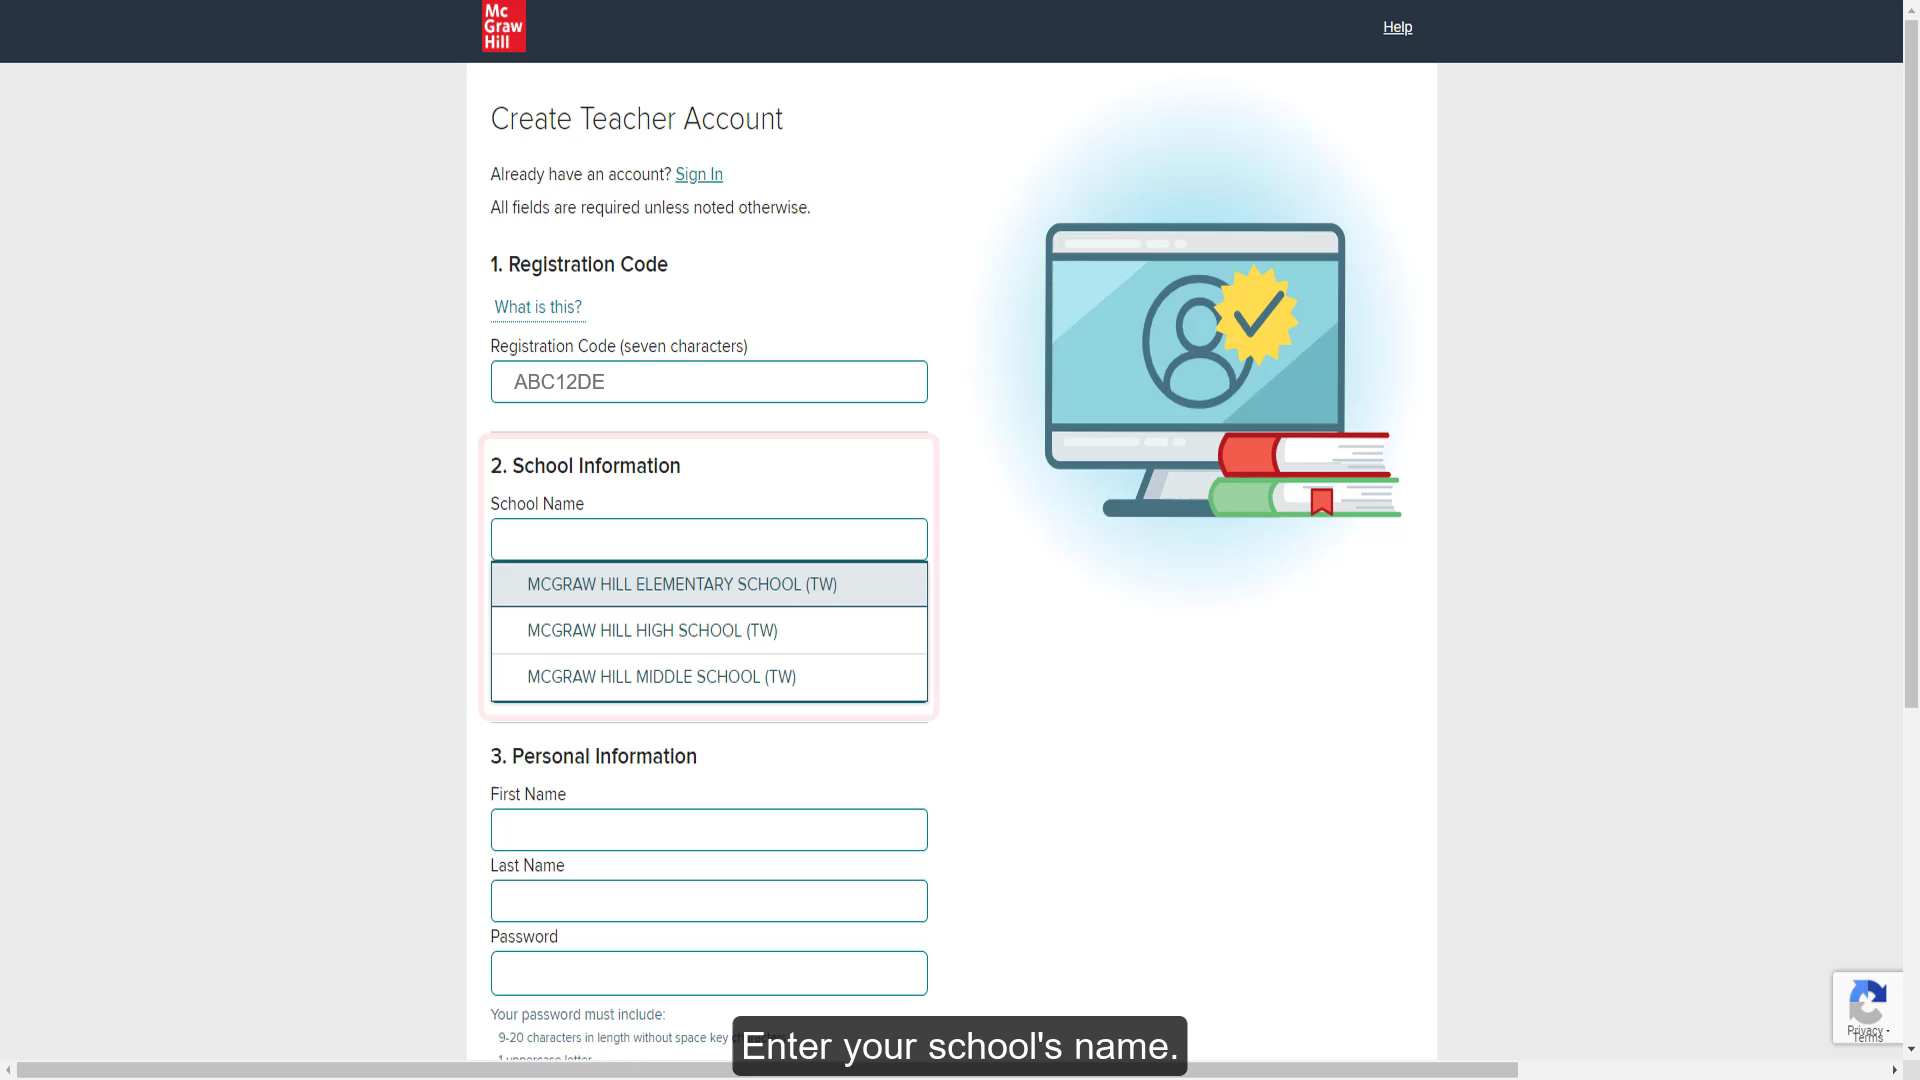 Mc
Graw
Hill
Help
Create Teacher Account
Already have an account? Sign In
All fields are required unless noted otherwise.
1. Registration Code
What is this?
Registration Code (seven characters)
ABC12DE
2. School Information
School Name
MCGRAW HILL ELEMENTARY SCHOOL (TW)
MCGRAW HILL HIGH SCHOOL (TW)
MCGRAW HILL MIDDLE SCHOOL (TW)
3. Personal Information
First Name
Last Name
Password
Your password must include:
9-20 characters in length without space key
1 uppercase letter
Enter your school's name.
Privacy -
Terms